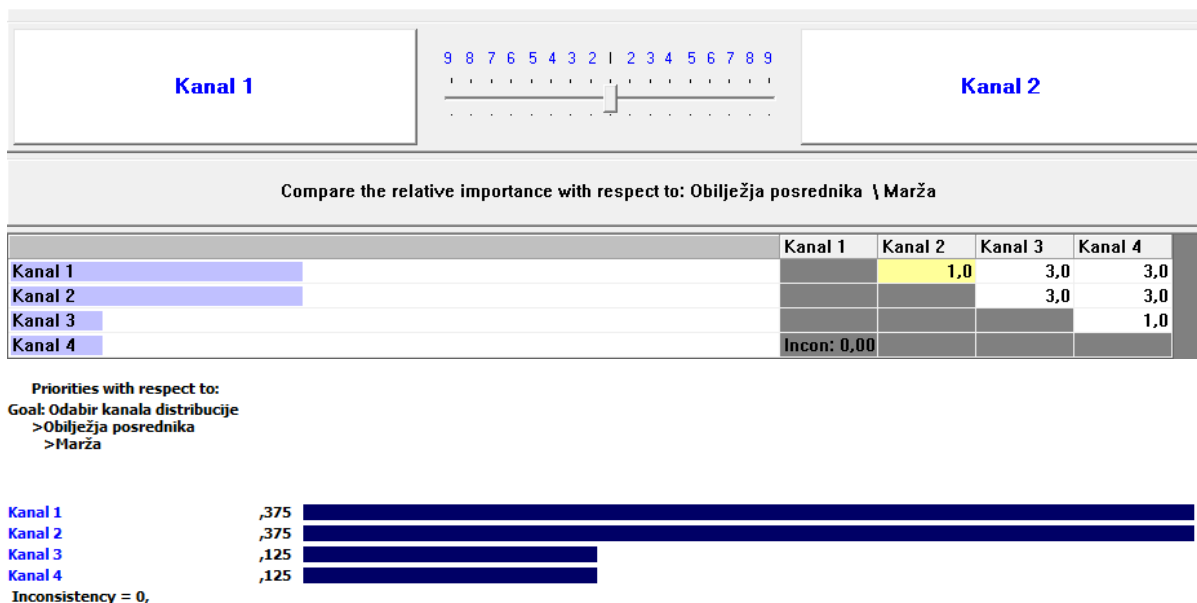 Kanal 1
9 8 7 6 5 4 3 2 | 2 3 4 5 6 7 8 9
Kanal 2
Compare the relative importance with respect to: Obilježja posrednika \ Marža
Kanal 1 Kanal 2 Kanal 3 Kanal 4
Kanal 1 1,0 3,0 3,0
Kanal 2 3,0 3,0
Kanal 3 1,0
Kanal 4 Incon: 0,00
Priorities with respect to:
Goal: Odabir kanala distribucije
>Obilježja posrednika
>Marža
Kanal 1 ,375
Kanal 2 ,375
Kanal 3 ,125
Kanal 4 ,125
Inconsistency = 0,